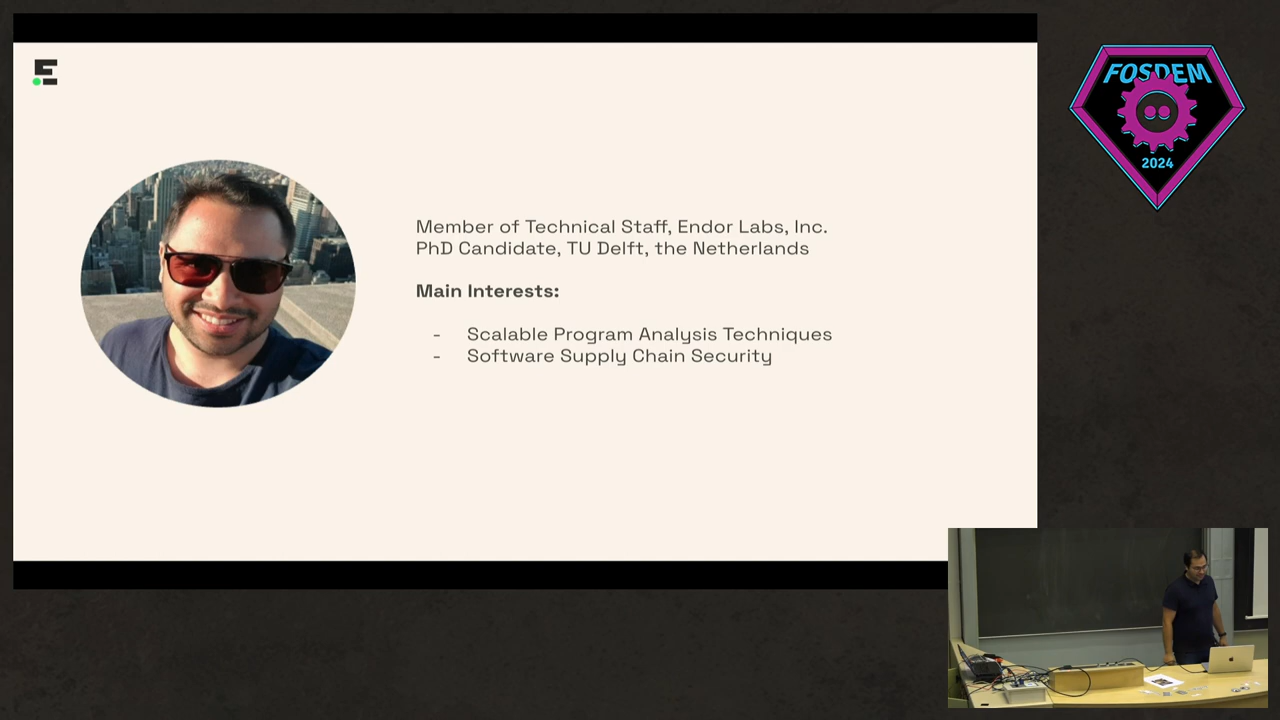 Member of Technical Staff, Endor Labs, Inc.
PhD Candidate, TU Delft, the Netherlands
Main Interests:
- Scalable Program Analysis Techniques
- Software Supply Chain Security
FOSDEM
2024